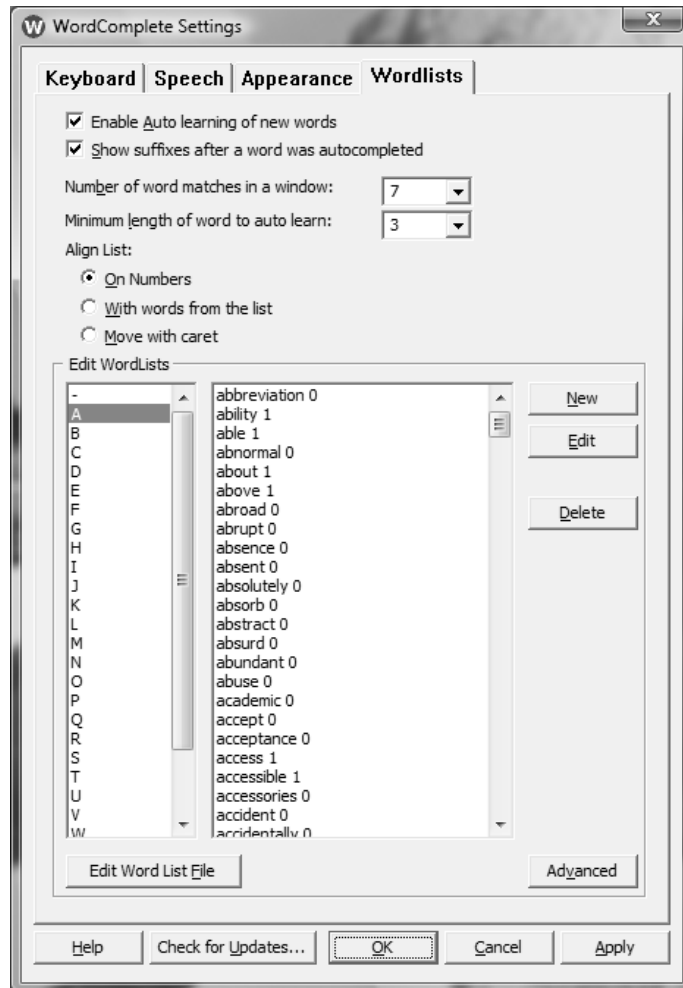 WordComplete Settings
Keyboard Speech Appearance Wordlists
Enable Auto learning of new words
Show suffixes after a word was autocompleted
Number of word matches in a window: 7
Minimum length of word to auto learn: 3
Align List:
On Numbers
With words from the list
Move with caret
Edit WordLists
-
A
B
C
D
E
F
G
H
I
J
K
L
M
N
O
P
Q
R
S
T
U
V
W
abbreviation 0
ability 1
able 1
abnormal 0
about 1
above 1
abroad 0
abrupt 0
absence 0
absent 0
absolutely 0
absorb 0
abstract 0
absurd 0
abundant 0
abuse 0
academic 0
accept 0
acceptance 0
access 1
accessible 1
accessories 0
accident 0
accidentally 0
New
Edit
Delete
Edit Word List File
Advanced
Help Check for Updates... OK Cancel Apply